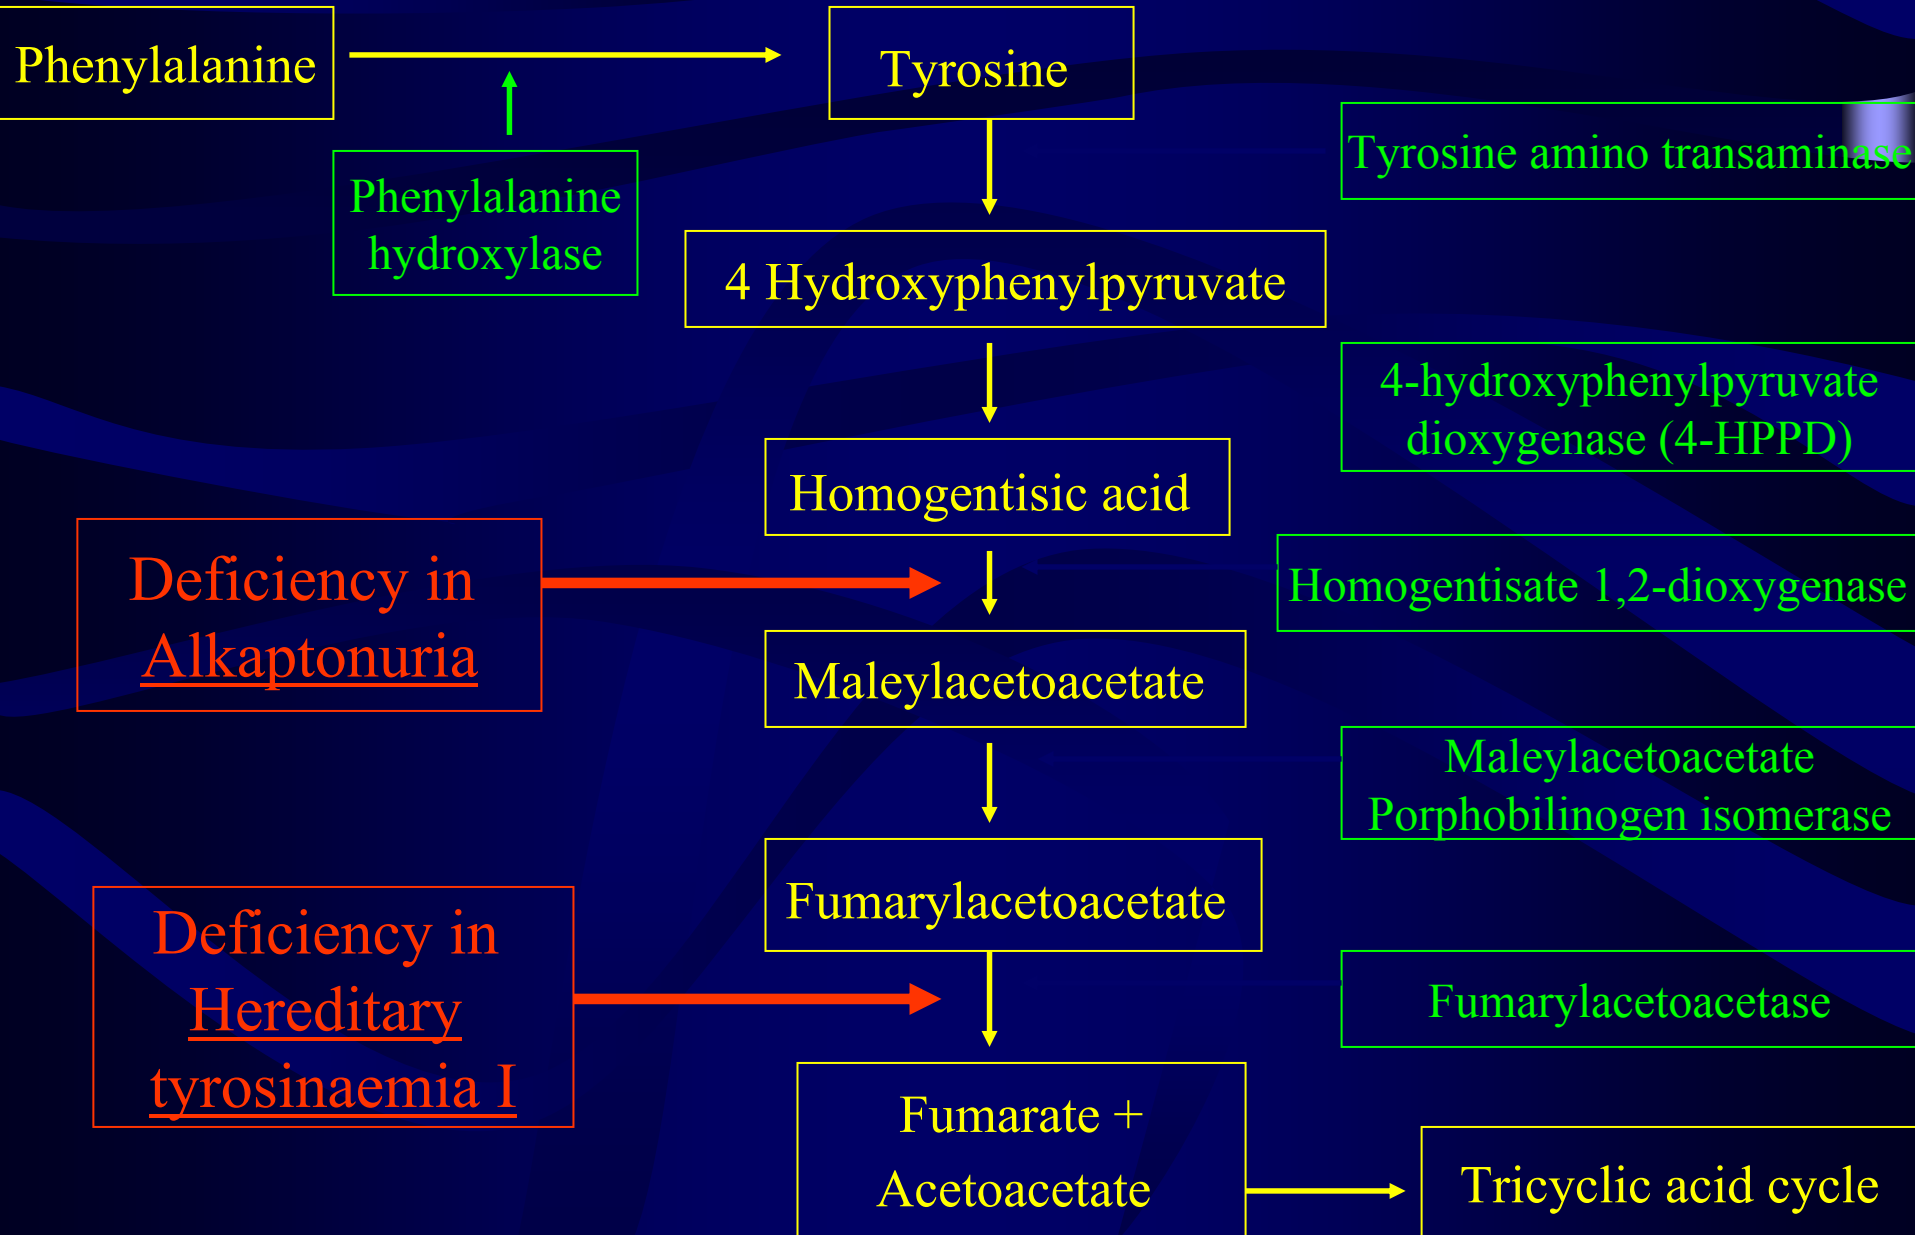 Phenylalanine
Tyrosine
Tyrosine amino transaminase
Phenylalanine
hydroxylase
4 Hydroxyphenylpyruvate
4-hydroxyphenylpyruvate
dioxygenase (4-HPPD)
Homogentisic acid
Deficiency in
Alkaptonuria
Homogentisate 1,2-dioxygenase
Maleylacetoacetate
Maleylacetoacetate
Porphobilinogen isomerase
Fumarylacetoacetate
Deficiency in
Hereditary
tyrosinaemia I
Fumarylacetoacetase
Fumarate +
Acetoacetate
Tricyclic acid cycle